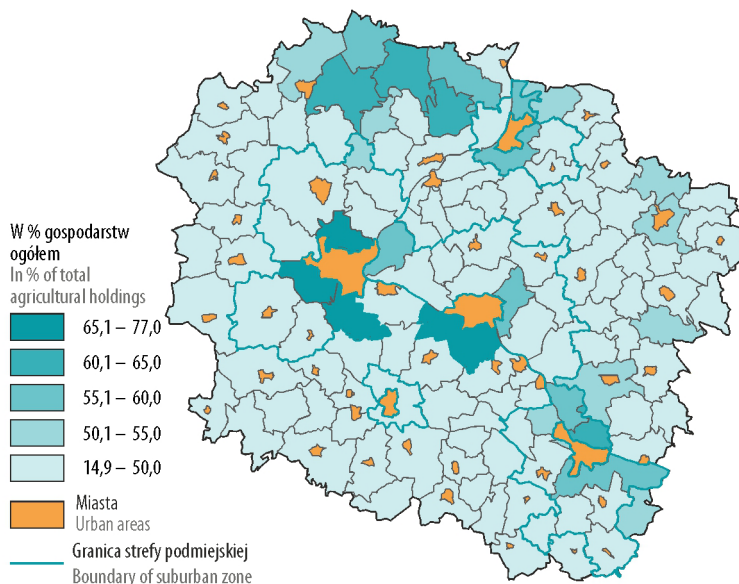 W % gospodarstw
ogółem
In % of total
agricultural holdings
65,1 – 77,0
60,1 – 65,0
55,1 – 60,0
50,1 – 55,0
14,9 – 50,0
Miasta
Urban areas
Granica strefy podmiejskiej
Boundary of suburban zone